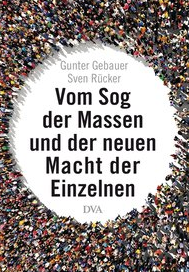 Gunter Gebauer
Sven Rücker
Vom Sog
der Massen
und der neuen
Macht der
Einzelnen
DVA